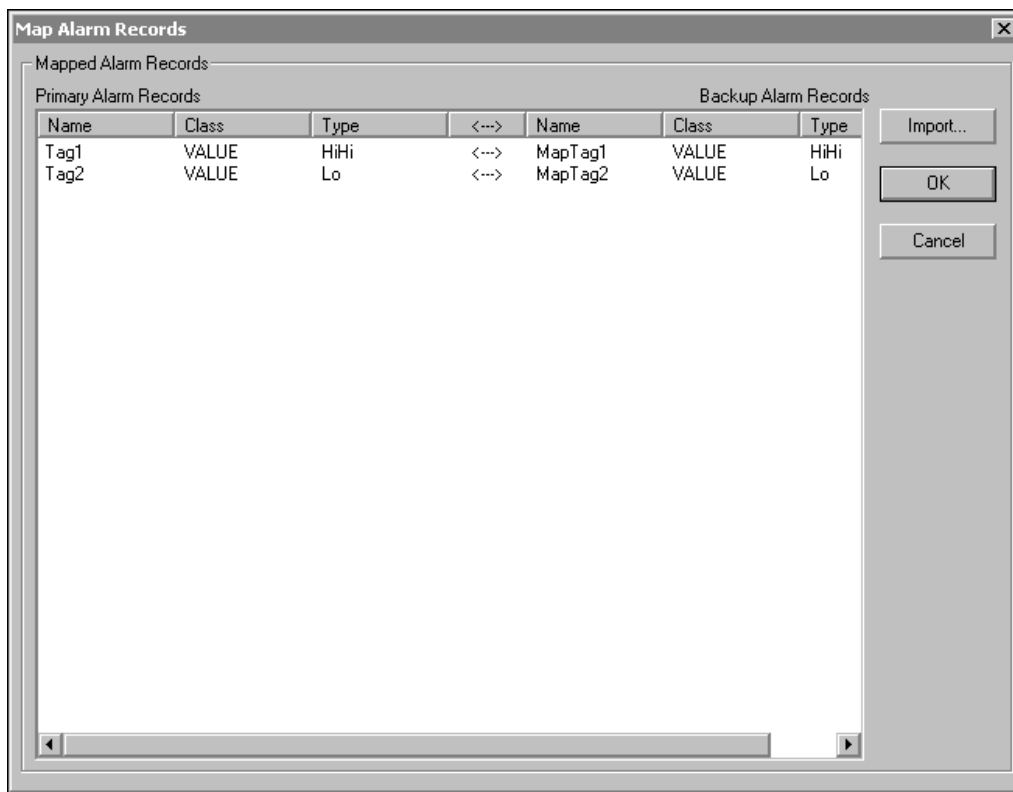 Map Alarm Records
Mapped Alarm Records
Primary Alarm Records Backup Alarm Records
Name Class Type <---> Name Class Type
Tag1 VALUE HiHi <---> MapTag1 VALUE HiHi
Tag2 VALUE Lo <---> MapTag2 VALUE Lo
Import...
OK
Cancel